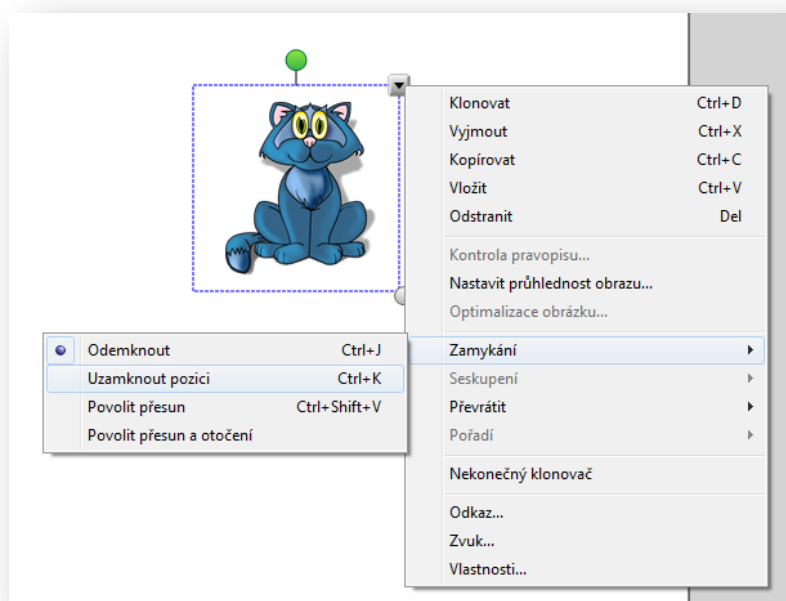 Klonovat Ctrl+D
Vyjmout Ctrl+X
Kopírovat Ctrl+C
Vložit Ctrl+V
Odstranit Del
Kontrola pravopisu...
Nastavit průhlednost obrazu...
Optimalizace obrázku...
Zamykání
Seskupení
Převrátit
Pořadí
Nekonečný klonovač
Odkaz...
Zvuk...
Vlastnosti...
Odemknout Ctrl+J
Uzamknout pozici Ctrl+K
Povolit přesun Ctrl+Shift+V
Povolit přesun a otočení